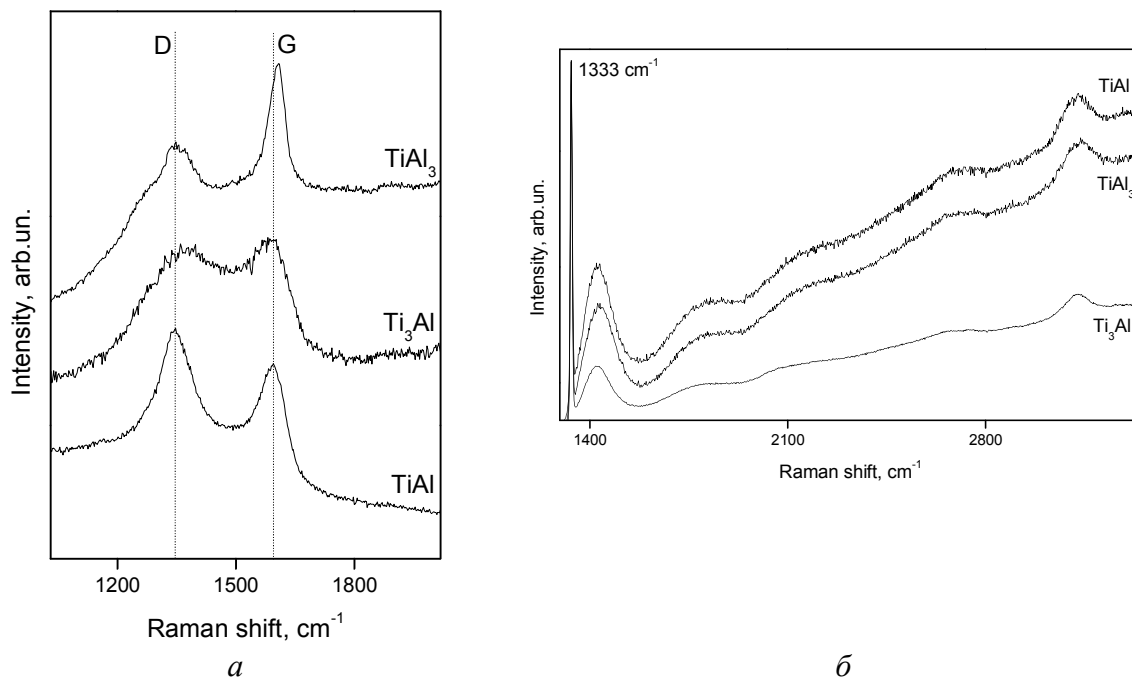 D G
TiAl₃
Ti₃Al
TiAl
Intensity, arb.un.
1200 1500 1800
Raman shift, cm⁻¹
а
1333 cm⁻¹
TiAl
TiAl₃
Ti₃Al
Intensity, arb.un.
1400 2100 2800
Raman shift, cm⁻¹
б